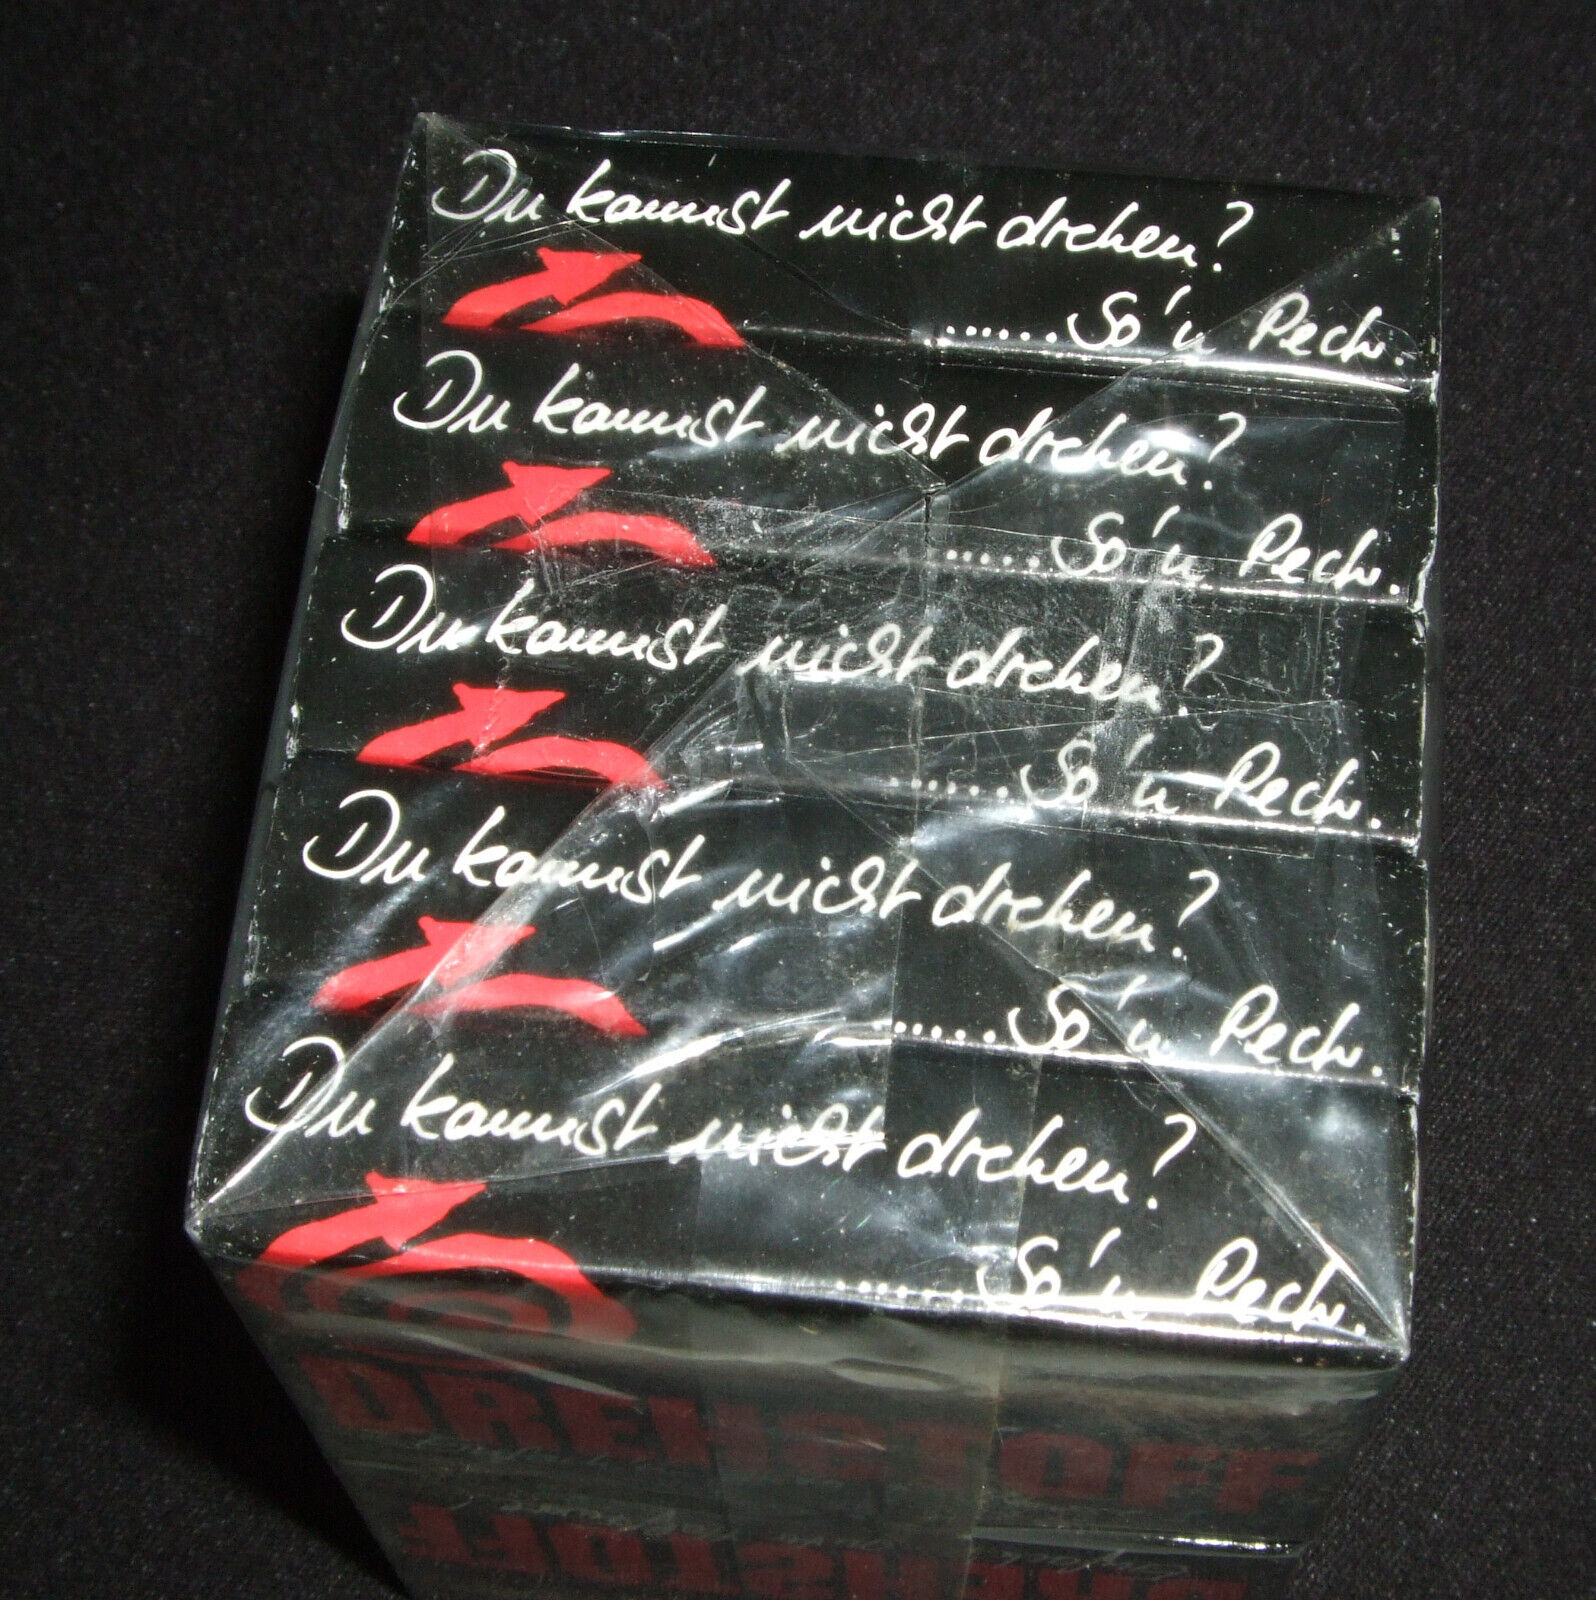 Du kannst nicht drehen?
......So'n Pech.
Du kannst nicht drehen?
.....So'n Pech.
Du kannst nicht drehen?
......So'n Pech.
Du kannst nicht drehen?
......So'n Pech.
Du kannst nicht drehen?
......So'n Pech.
DREHSTOFF
DREHSTOFF